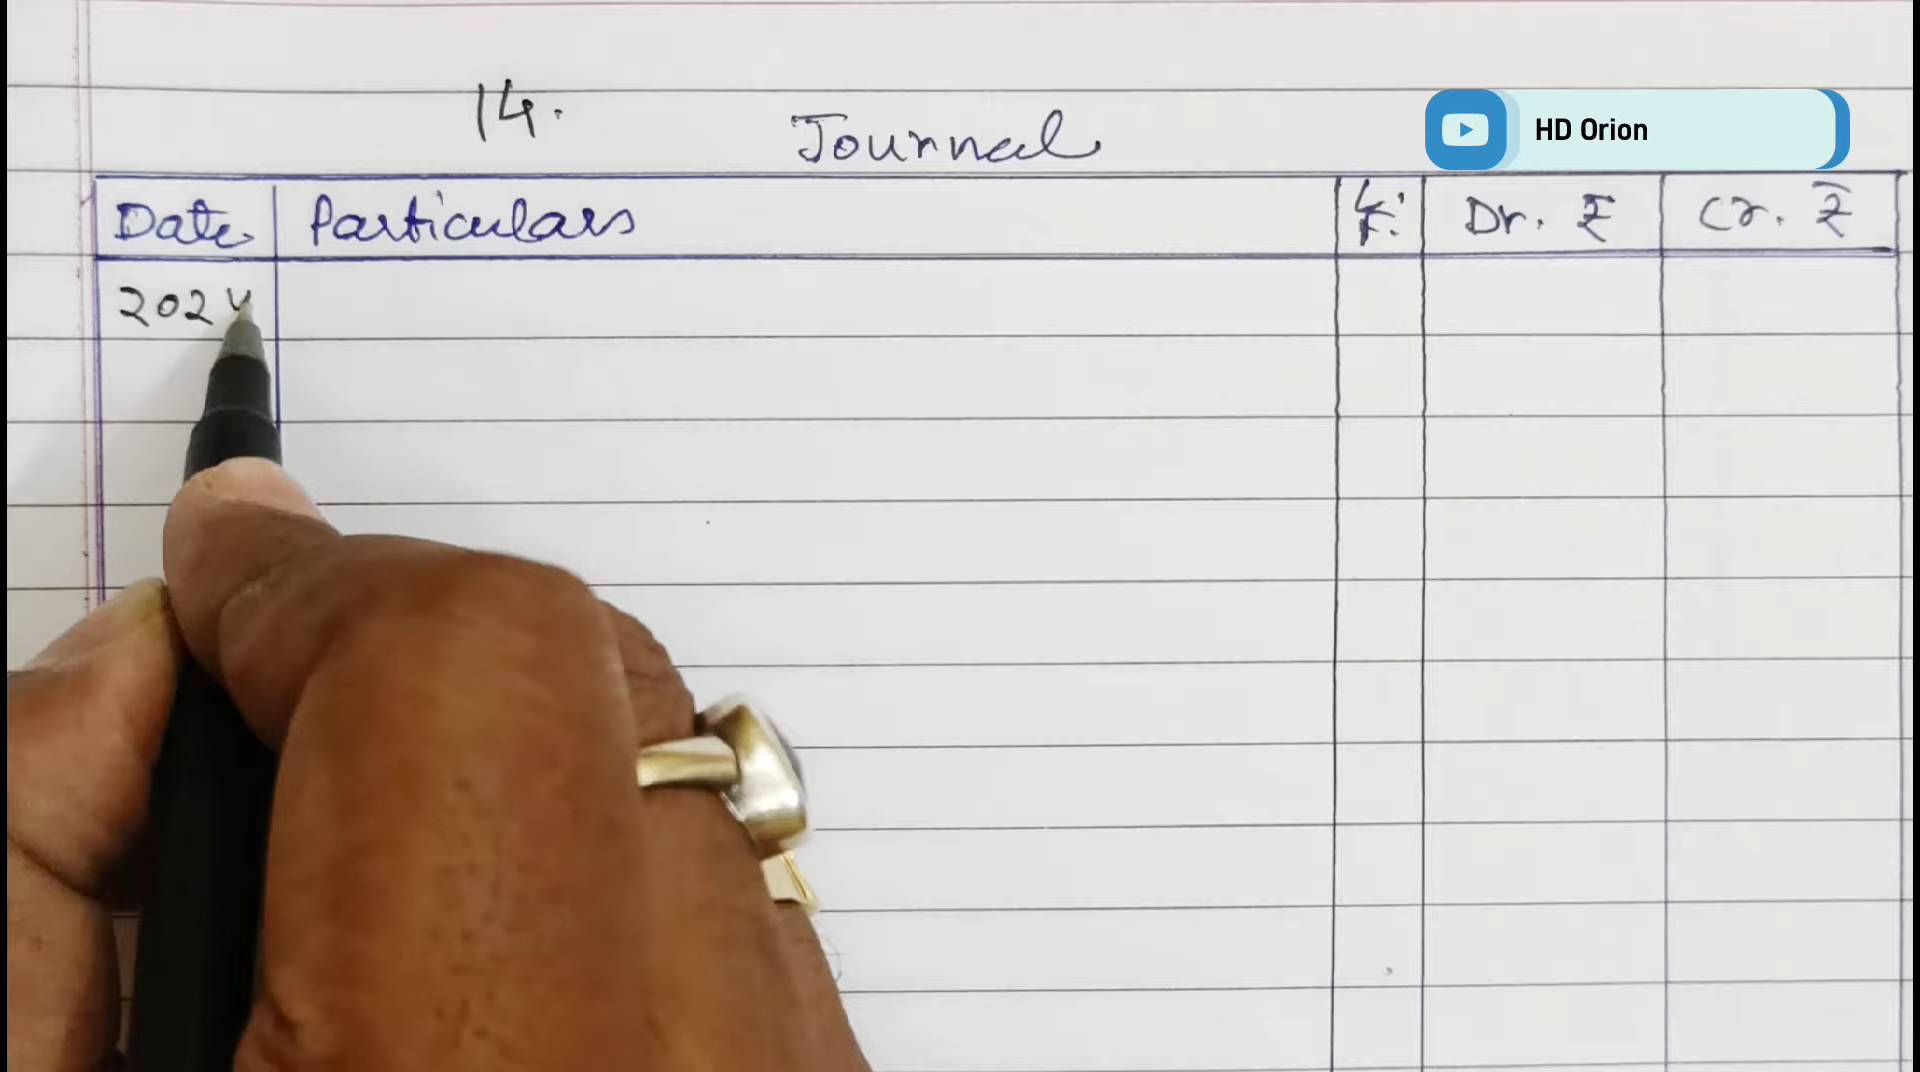 14.
Journal
HD Orion
Date Particulars L.F. Dr. ₹ Cr. ₹
2024